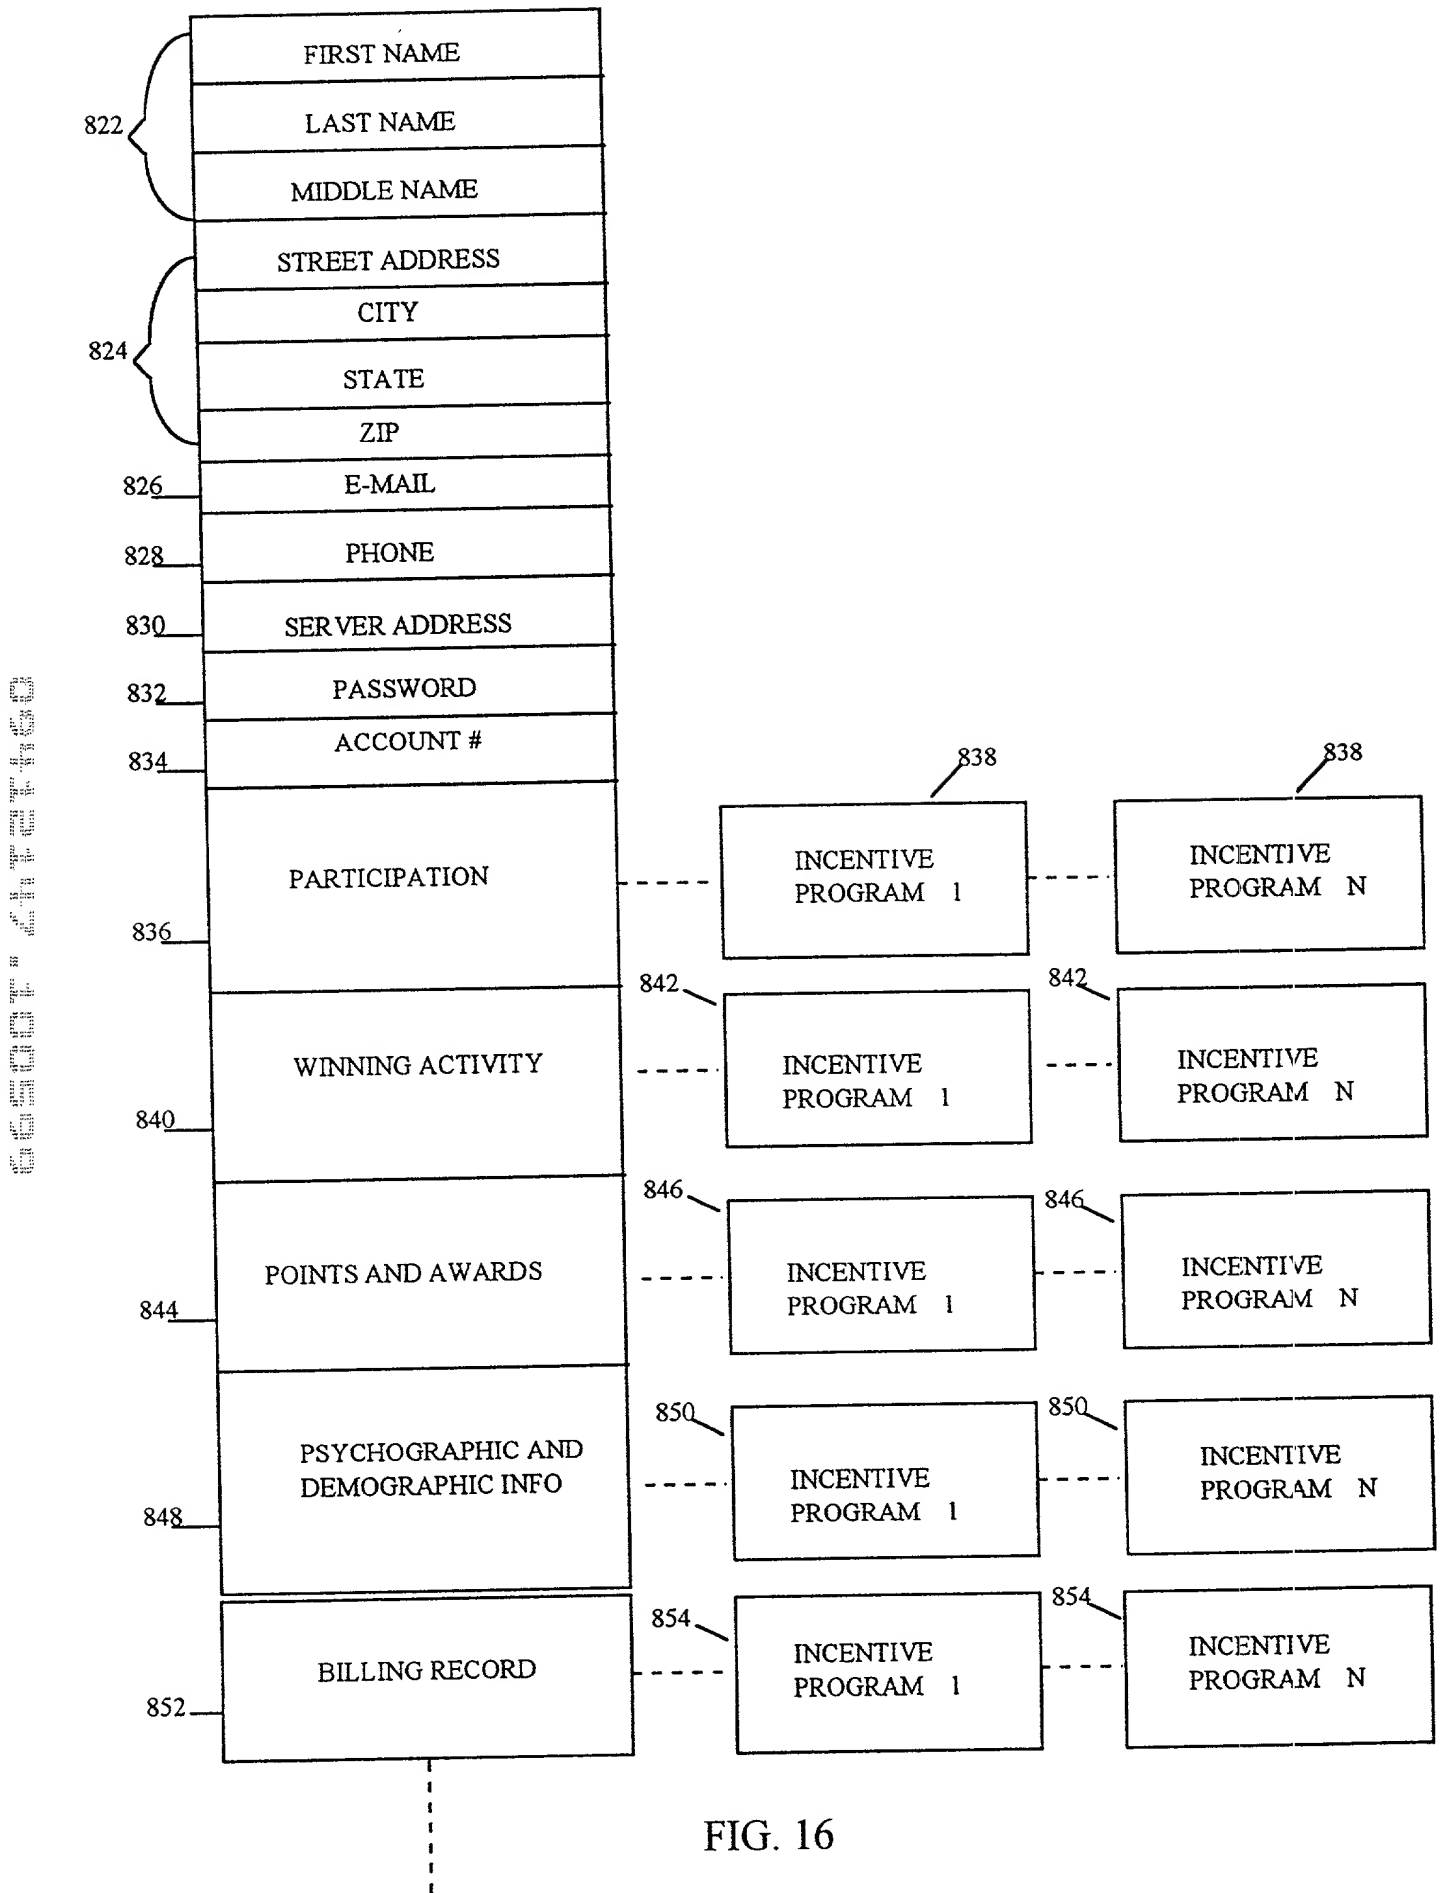 FIRST NAME
822
LAST NAME
MIDDLE NAME
STREET ADDRESS
CITY
824
STATE
ZIP
826
E-MAIL
828
PHONE
830
SERVER ADDRESS
832
PASSWORD
834
ACCOUNT #
838
838
PARTICIPATION
INCENTIVE
PROGRAM 1
INCENTIVE
PROGRAM N
836
842
842
WINNING ACTIVITY
INCENTIVE
PROGRAM 1
INCENTIVE
PROGRAM N
840
846
846
POINTS AND AWARDS
INCENTIVE
PROGRAM 1
INCENTIVE
PROGRAM N
844
850
850
PSYCHOGRAPHIC AND
DEMOGRAPHIC INFO
INCENTIVE
PROGRAM 1
INCENTIVE
PROGRAM N
848
854
854
BILLING RECORD
INCENTIVE
PROGRAM 1
INCENTIVE
PROGRAM N
852
FIG. 16